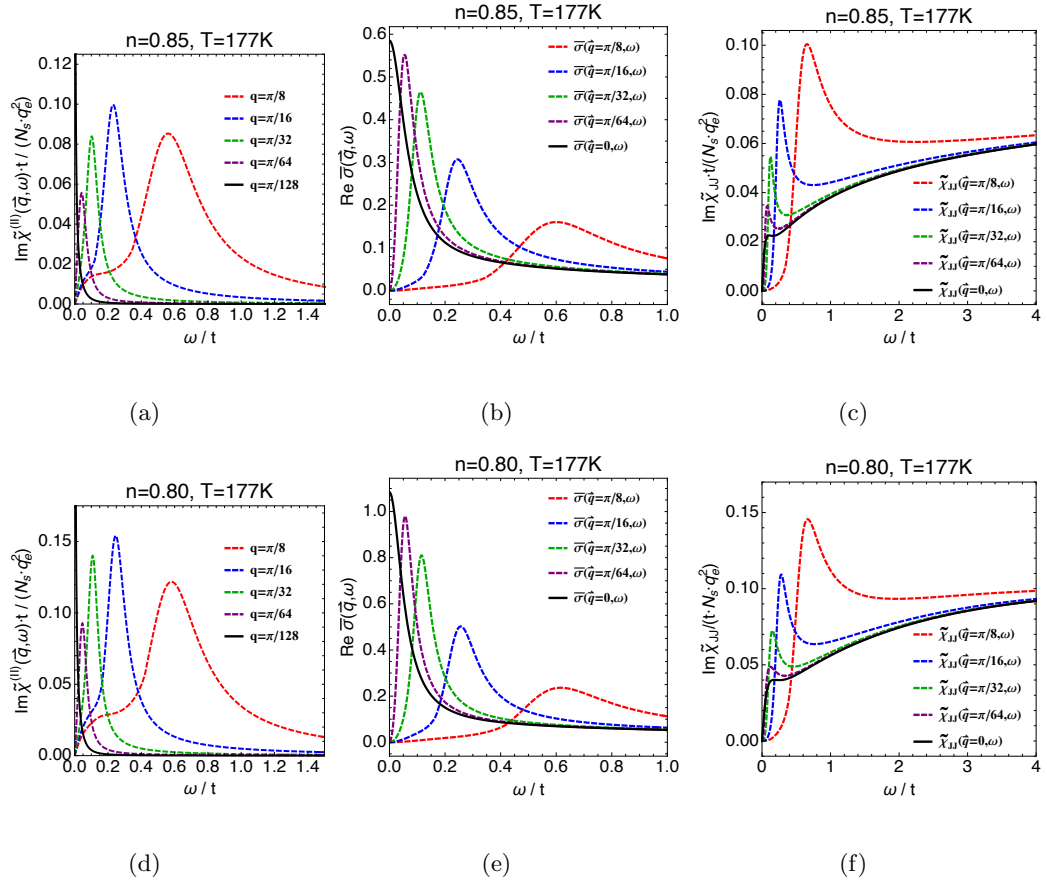 n=0.85, T=177K
Im χ̃^(II)(q⃗,ω)·t / (N_s·q_e^2)
0.12
0.10
0.08
0.06
0.04
0.02
0.00
q=π/8
q=π/16
q=π/32
q=π/64
q=π/128
0.0 0.2 0.4 0.6 0.8 1.0 1.2 1.4
ω / t
(a)
n=0.85, T=177K
Re σ̅(q⃗,ω)
0.6
0.5
0.4
0.3
0.2
0.1
0.0
σ̅(q⃗=π/8,ω)
σ̅(q⃗=π/16,ω)
σ̅(q⃗=π/32,ω)
σ̅(q⃗=π/64,ω)
σ̅(q⃗=0,ω)
0.0 0.2 0.4 0.6 0.8 1.0
ω / t
(b)
n=0.85, T=177K
Imχ̃_JJ·t/(N_s·q_e^2)
0.10
0.08
0.06
0.04
0.02
0.00
χ̃_JJ(q⃗=π/8,ω)
χ̃_JJ(q⃗=π/16,ω)
χ̃_JJ(q⃗=π/32,ω)
χ̃_JJ(q⃗=π/64,ω)
χ̃_JJ(q⃗=0,ω)
0 1 2 3 4
ω / t
(c)
n=0.80, T=177K
Im χ̃^(II)(q⃗,ω)·t / (N_s·q_e^2)
0.15
0.10
0.05
0.00
q=π/8
q=π/16
q=π/32
q=π/64
q=π/128
0.0 0.2 0.4 0.6 0.8 1.0 1.2 1.4
ω / t
(d)
n=0.80, T=177K
Re σ̅(q⃗,ω)
1.0
0.8
0.6
0.4
0.2
0.0
σ̅(q⃗=π/8,ω)
σ̅(q⃗=π/16,ω)
σ̅(q⃗=π/32,ω)
σ̅(q⃗=π/64,ω)
σ̅(q⃗=0,ω)
0.0 0.2 0.4 0.6 0.8 1.0
ω / t
(e)
n=0.80, T=177K
Imχ̃_JJ/(t·N_s·q_e^2)
0.15
0.10
0.05
0.00
χ̃_JJ(q⃗=π/8,ω)
χ̃_JJ(q⃗=π/16,ω)
χ̃_JJ(q⃗=π/32,ω)
χ̃_JJ(q⃗=π/64,ω)
χ̃_JJ(q⃗=0,ω)
0 1 2 3 4
ω / t
(f)